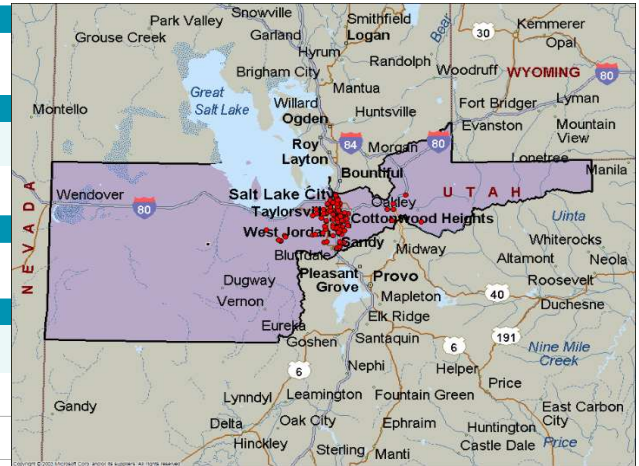 Snowville
Park Valley
Smithfield
Kemmerer
Garland
Logan
Bear
30
Opal
Grouse Creek
Hyrum
Randolph
Woodruff
WYOMING
80
Brigham City
Mantua
Great
Salt Lake
Willard
Huntsville
Fort Bridger
Lyman
Montello
Ogden
Evanston
Mountain
View
Roy
84
Morgan
80
Layton
Lonetree
Manila
Bountiful
Wendover
Salt Lake City
Oakley
UTAH
80
Taylorsvil
Cottonwood Heights
Uinta
NEVADA
West Jordan
Sandy
Midway
Whiterocks
Bluffdale
Altamont
Neola
Dugway
Pleasant
Grove
Provo
Roosevelt
Vernon
Mapleton
40
Duchesne
Eureka
Elk Ridge
Goshen
Santaquin
6
191
Nine Mile
Creek
6
Nephi
Helper
Price
Gandy
Lynndyl
Leamington
Fountain Green
East Carbon
City
Delta
Oak City
Ephraim
Huntington
Hinckley
Castle Dale
Price
Sterling
Manti